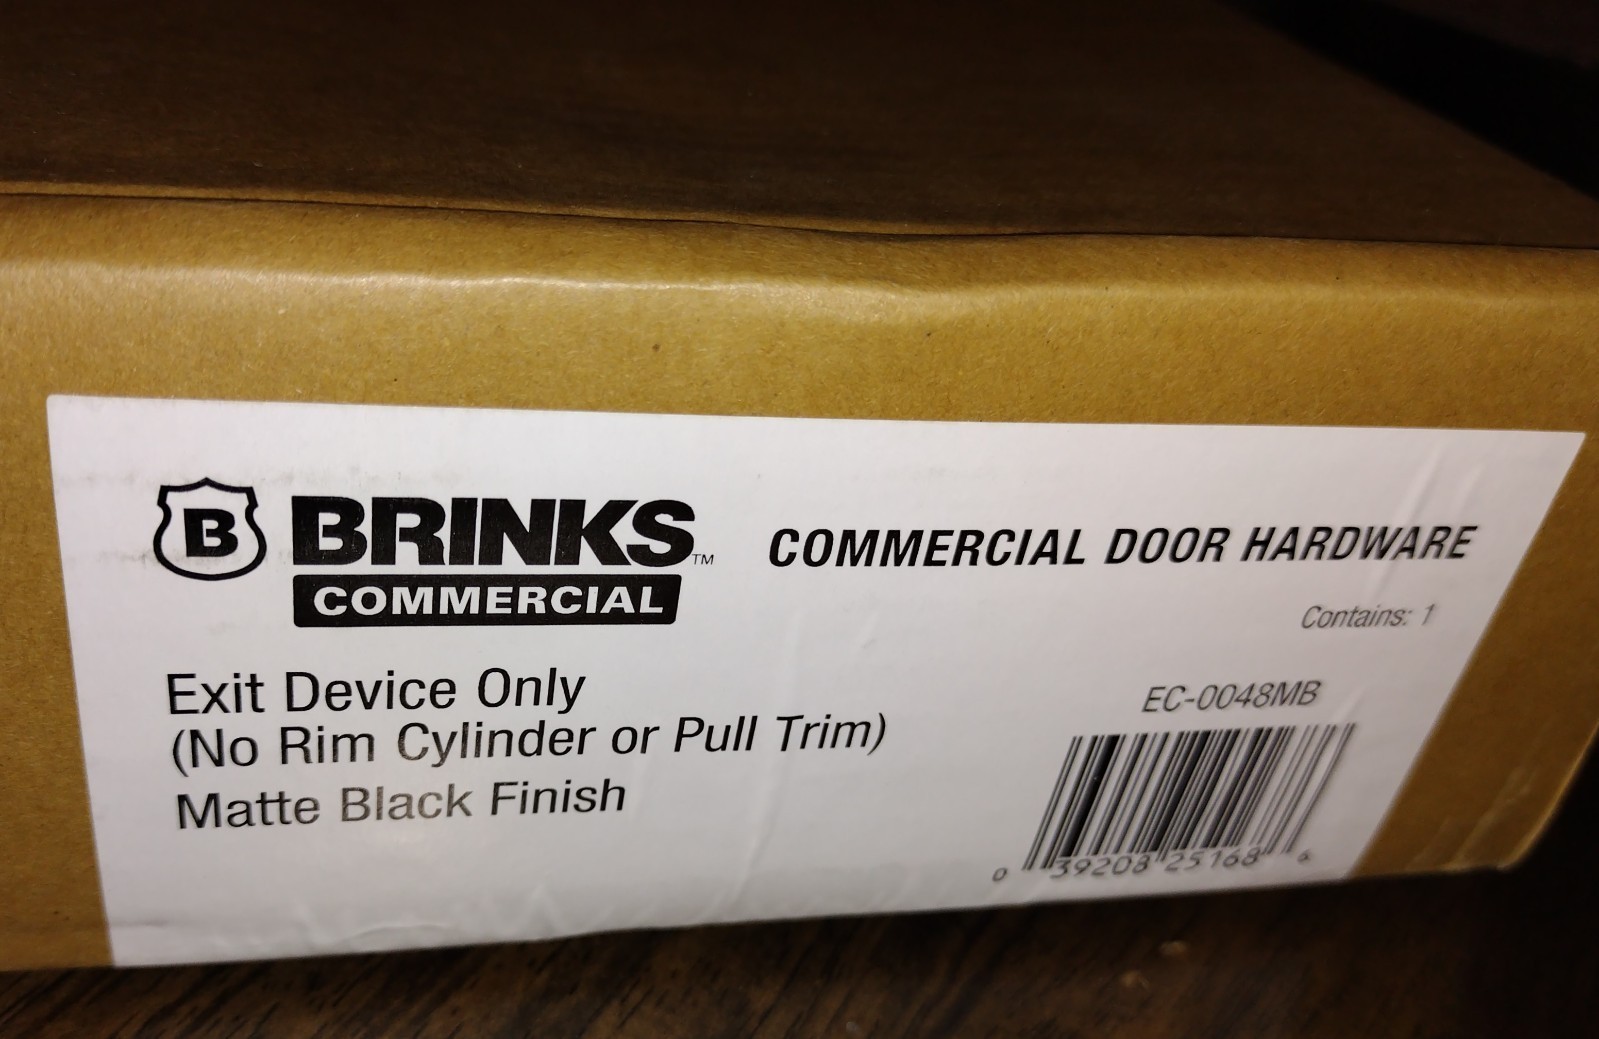 B BRINKS™
COMMERCIAL
COMMERCIAL DOOR HARDWARE
Contains: 1
Exit Device Only
(No Rim Cylinder or Pull Trim)
Matte Black Finish
EC-0048MB
0 39208 25168 6